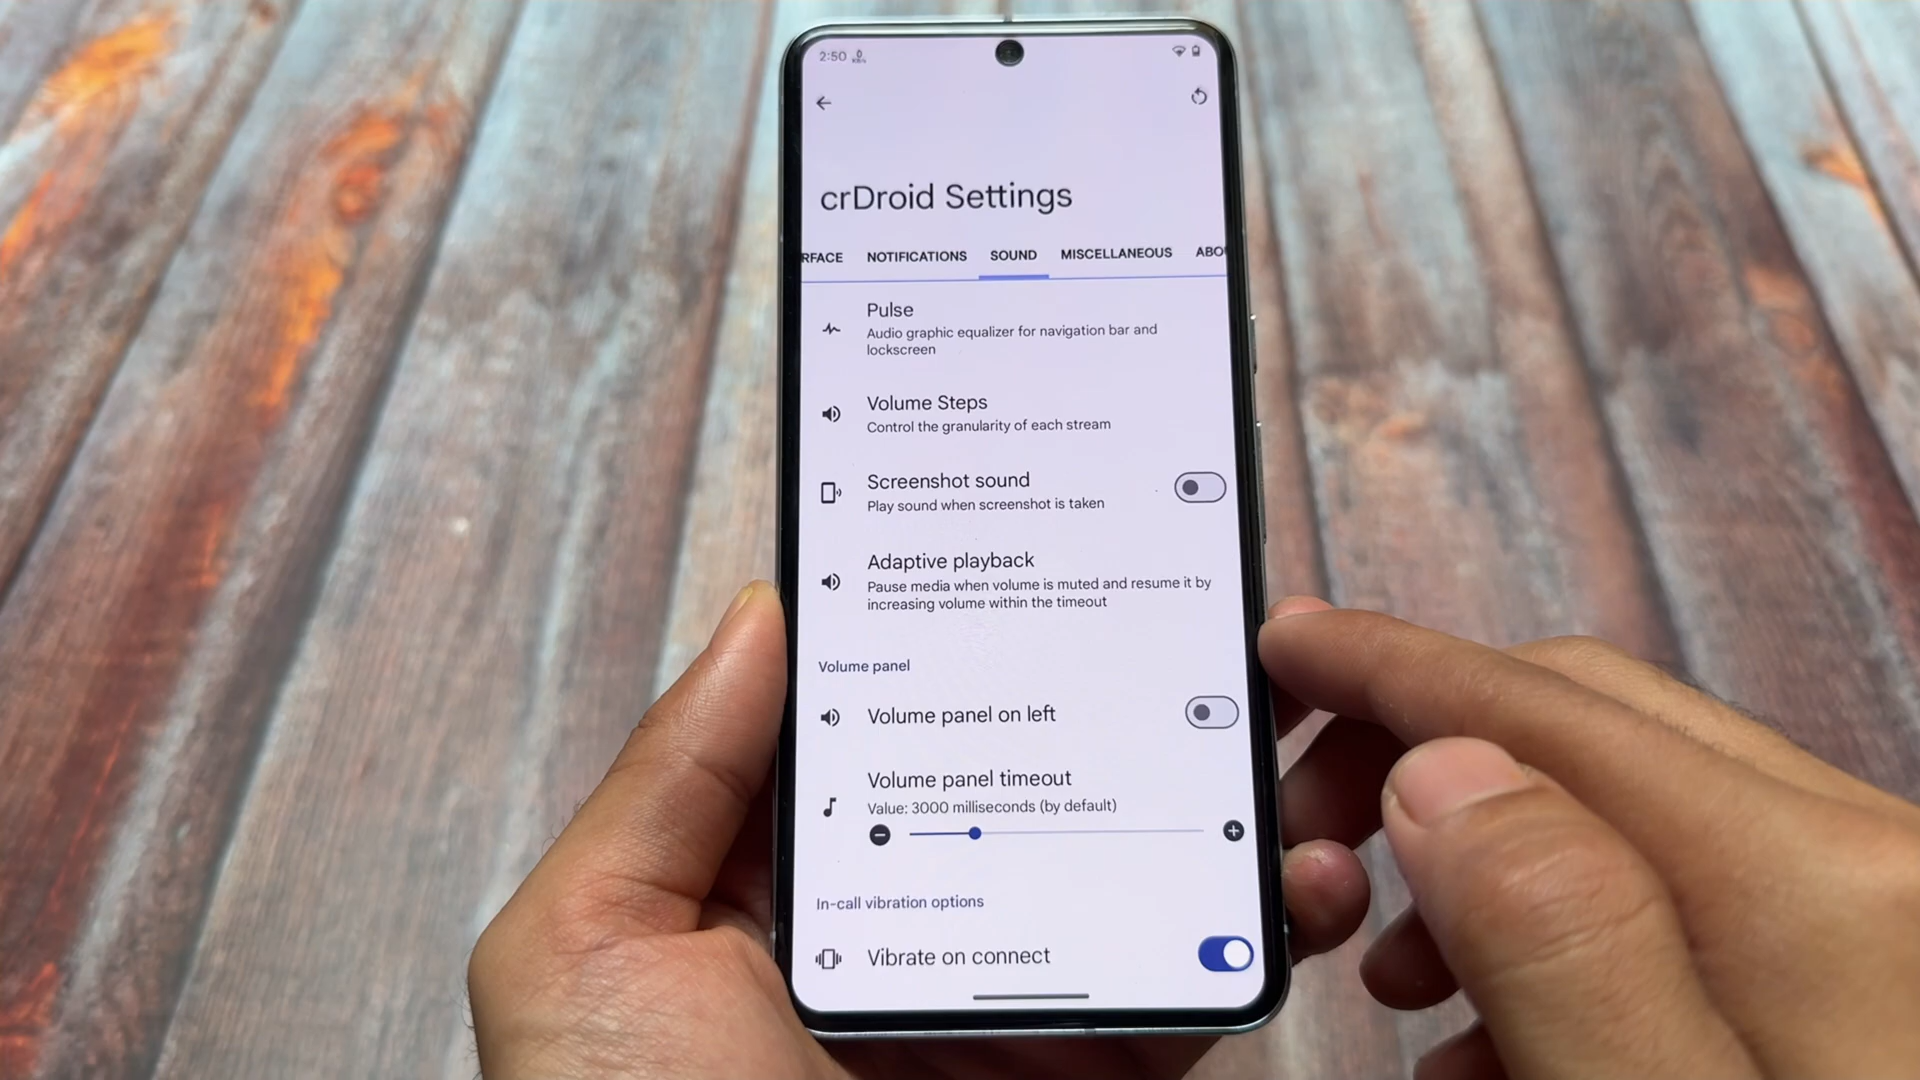 2:50 0 KB/s
crDroid Settings
RFACE NOTIFICATIONS SOUND MISCELLANEOUS ABO
Pulse
Audio graphic equalizer for navigation bar and
lockscreen
Volume Steps
Control the granularity of each stream
Screenshot sound
Play sound when screenshot is taken
Adaptive playback
Pause media when volume is muted and resume it by
increasing volume within the timeout
Volume panel
Volume panel on left
Volume panel timeout
Value: 3000 milliseconds (by default)
In-call vibration options
Vibrate on connect